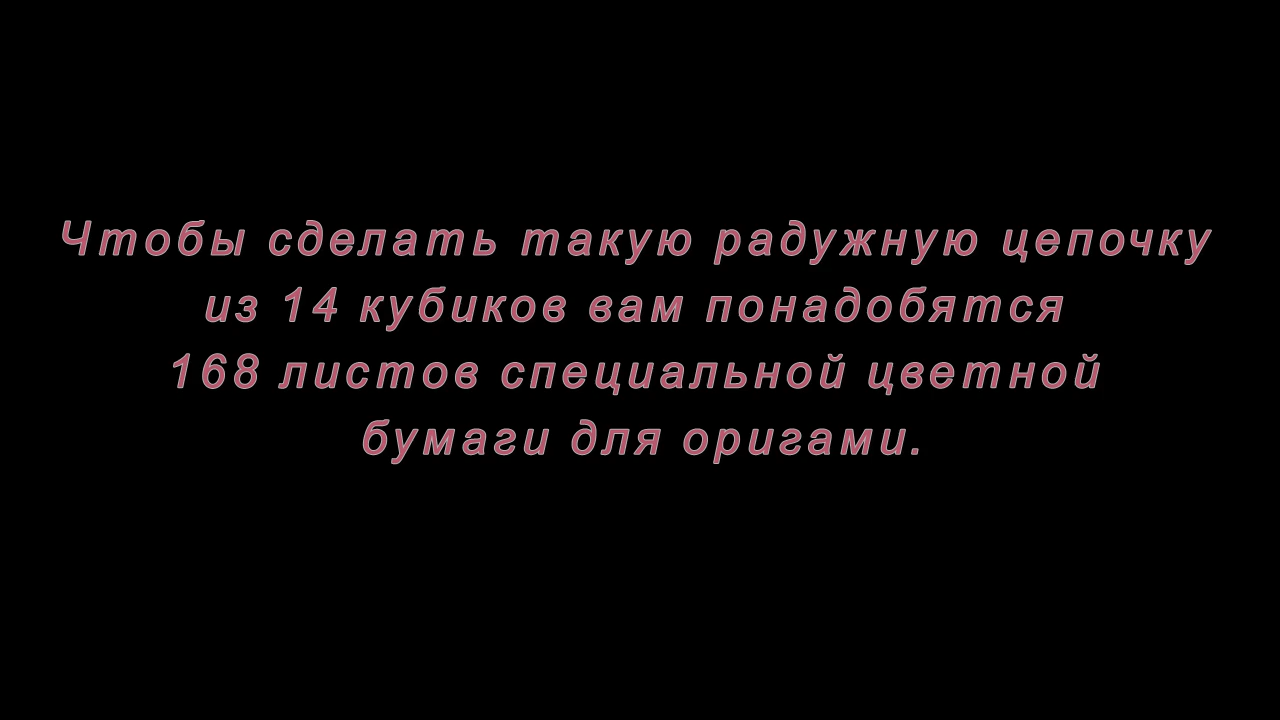 Чтобы сделать такую радужную цепочку
из 14 кубиков вам понадобятся
168 листов специальной цветной
бумаги для оригами.